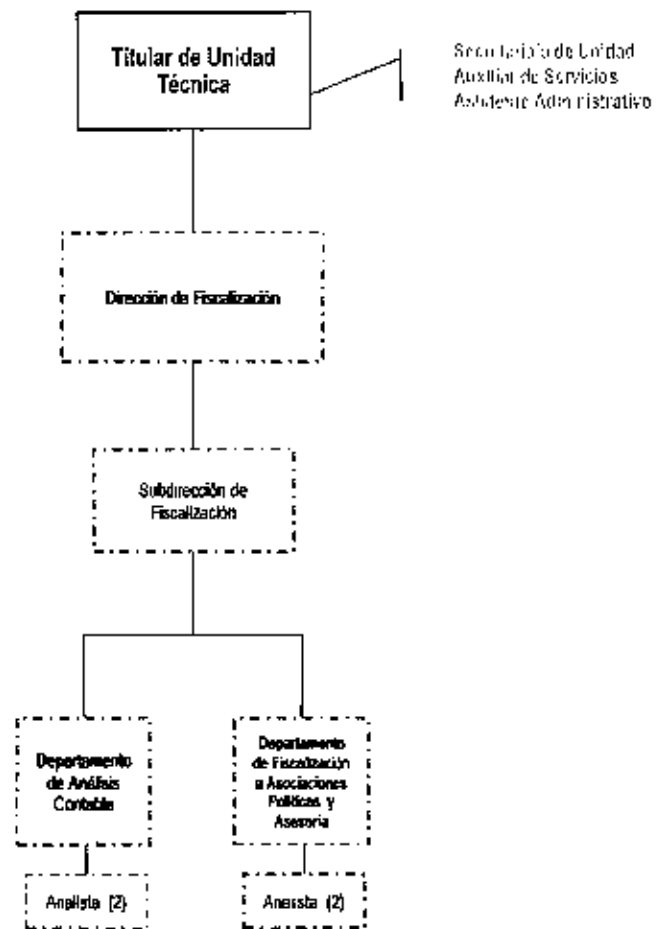 Titular de Unidad
Técnica
Secretaria/o de Unidad
Auxiliar de Servicios
Asistente Administrativo
Dirección de Fiscalización
Subdirección de
Fiscalización
Departamento
de Análisis
Contable
Departamento
de Fiscalización
a Asociaciones
Políticas y
Asesoría
Analista (2)
Analista (2)